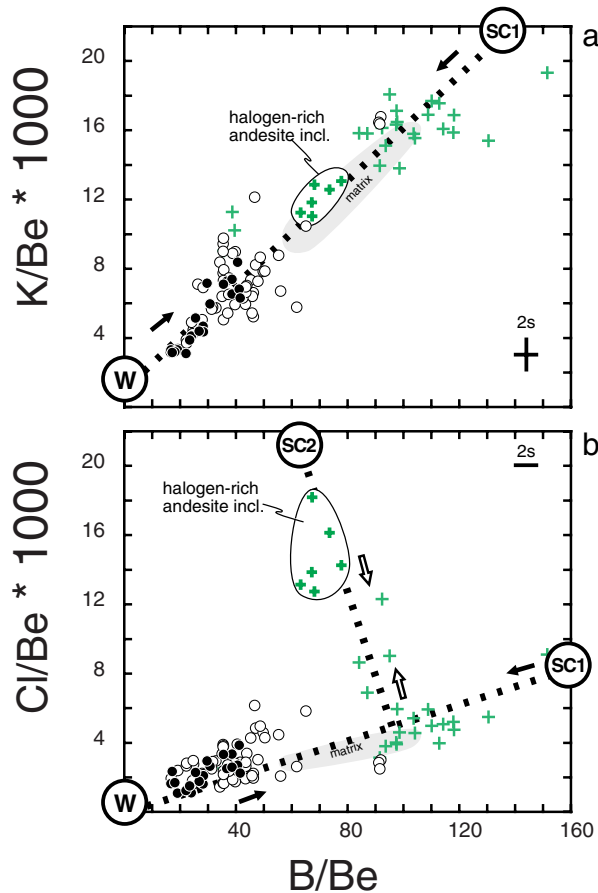 SC1
a
20
halogen-rich
andesite incl.
16
12
matrix
8
2s
4
W
K/Be * 1000
SC2
b
20
2s
halogen-rich
andesite incl.
16
12
SC1
8
4
matrix
W
Cl/Be * 1000
40 80 120 160
B/Be